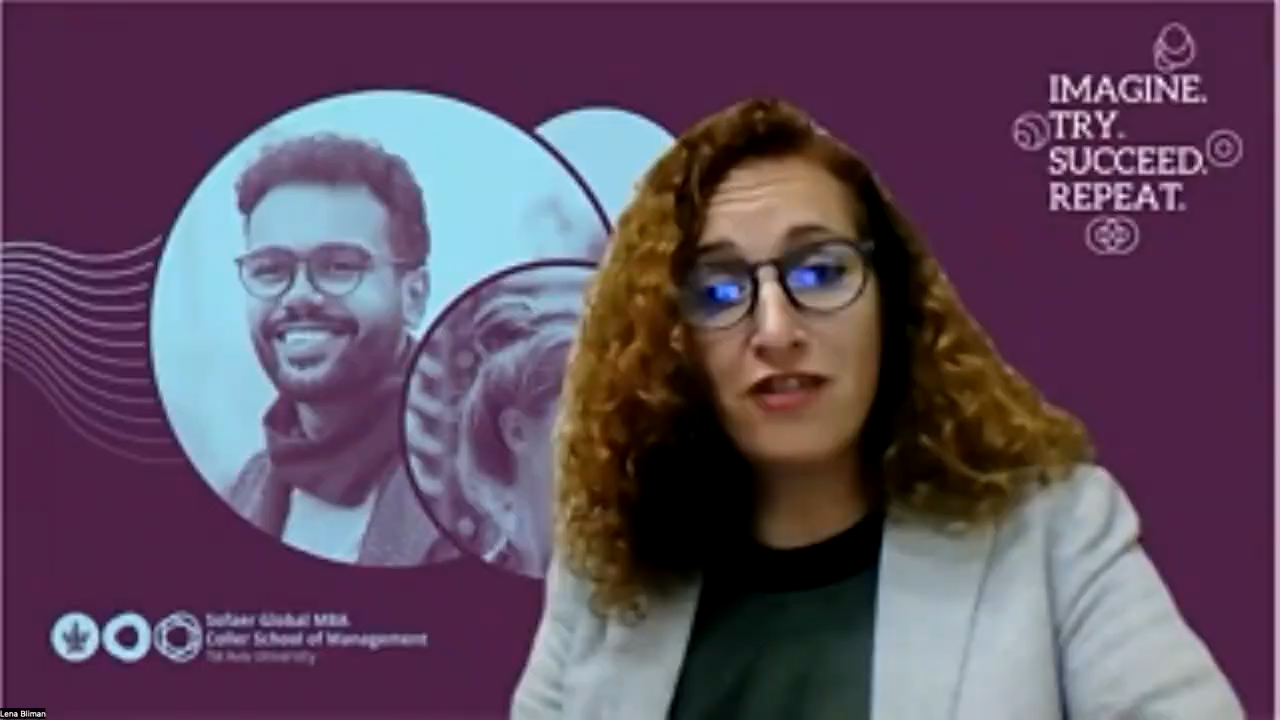 IMAGINE.
TRY.
SUCCEED.
REPEAT.
Sofaer Global MBA
Coller School of Management
Tel Aviv University
Lena Bliman